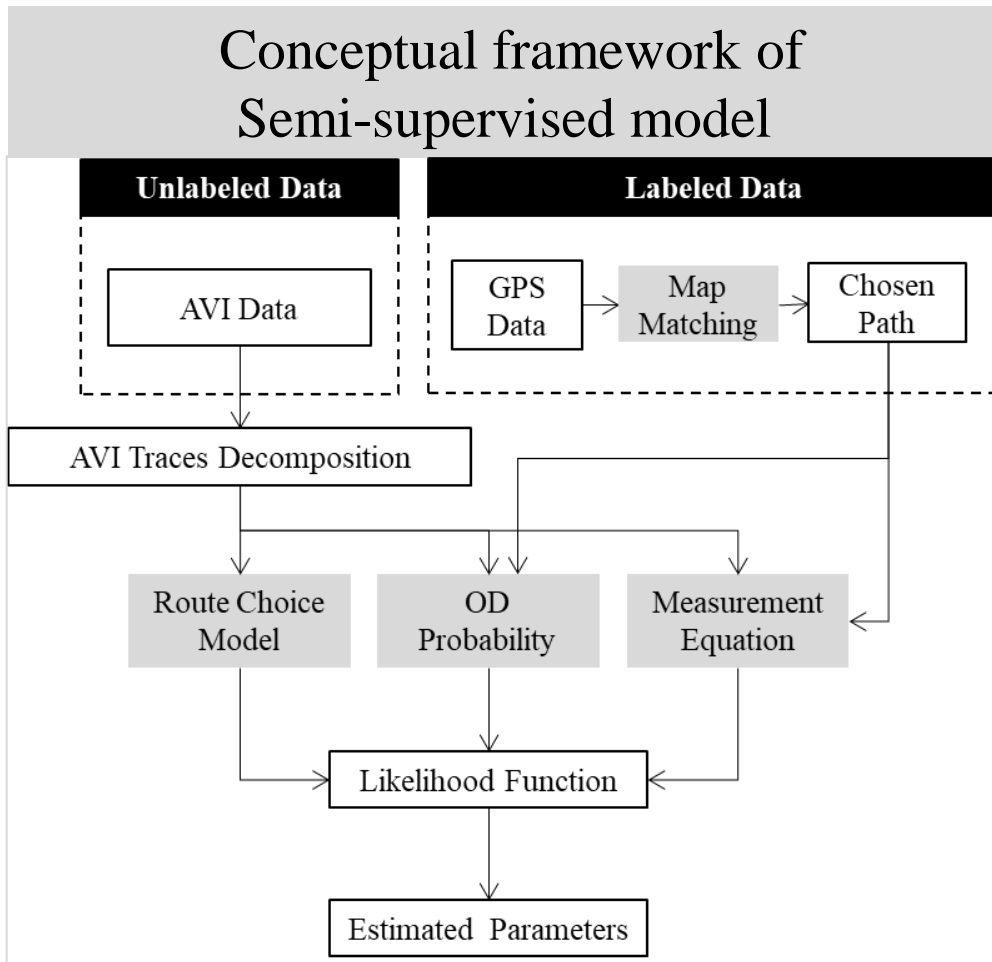 Conceptual framework of
Semi-supervised model
Unlabeled Data
Labeled Data
AVI Data
GPS
Data
Map
Matching
Chosen
Path
AVI Traces Decomposition
Route Choice
Model
OD
Probability
Measurement
Equation
Likelihood Function
Estimated Parameters